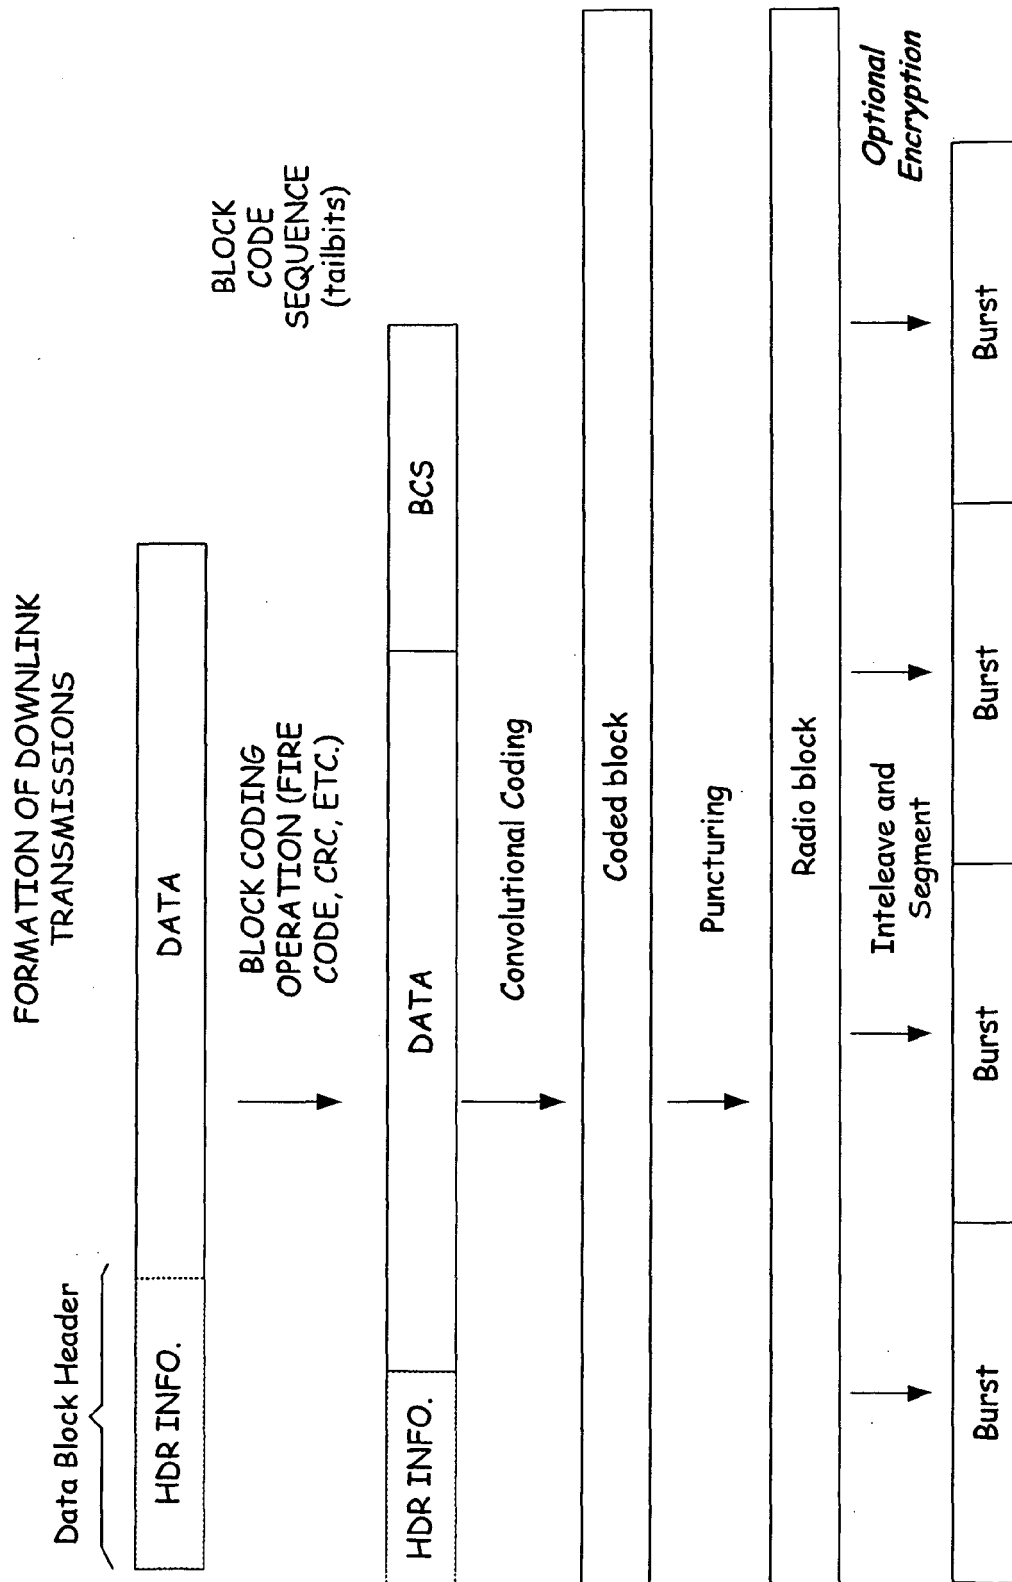 FORMATION OF DOWNLINK
TRANSMISSIONS
Data Block Header
HDR INFO.
DATA
BLOCK CODING
OPERATION (FIRE
CODE, CRC, ETC.)
BLOCK
CODE
SEQUENCE
(tailbits)
HDR INFO.
DATA
BCS
Convolutional Coding
Coded block
Puncturing
Radio block
Inteleave and
Segment
Optional
Encryption
Burst
Burst
Burst
Burst